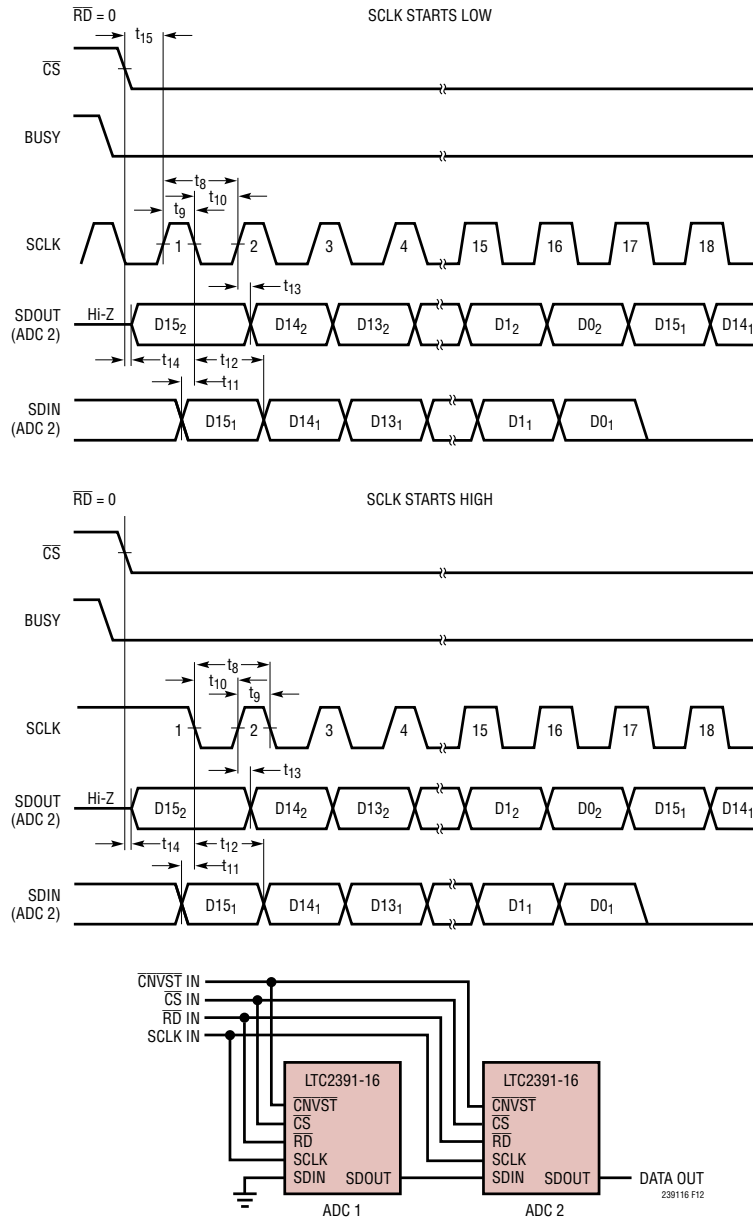 RD = 0 SCLK STARTS LOW
t15
CS
BUSY
t8
t9 t10
SCLK 1 2 3 4 15 16 17 18
t13
SDOUT (ADC 2) Hi-Z D15₂ D14₂ D13₂ D1₂ D0₂ D15₁ D14₁
t14 t12
t11
SDIN (ADC 2) D15₁ D14₁ D13₁ D1₁ D0₁
RD = 0 SCLK STARTS HIGH
CS
BUSY
t8
t10 t9
SCLK 1 2 3 4 15 16 17 18
t13
SDOUT (ADC 2) Hi-Z D15₂ D14₂ D13₂ D1₂ D0₂ D15₁ D14₁
t14 t12
t11
SDIN (ADC 2) D15₁ D14₁ D13₁ D1₁ D0₁
CNVST IN
CS IN
RD IN
SCLK IN
LTC2391-16
CNVST
CS
RD
SCLK
SDIN SDOUT
ADC 1
LTC2391-16
CNVST
CS
RD
SCLK
SDIN SDOUT
ADC 2
DATA OUT
239116 F12